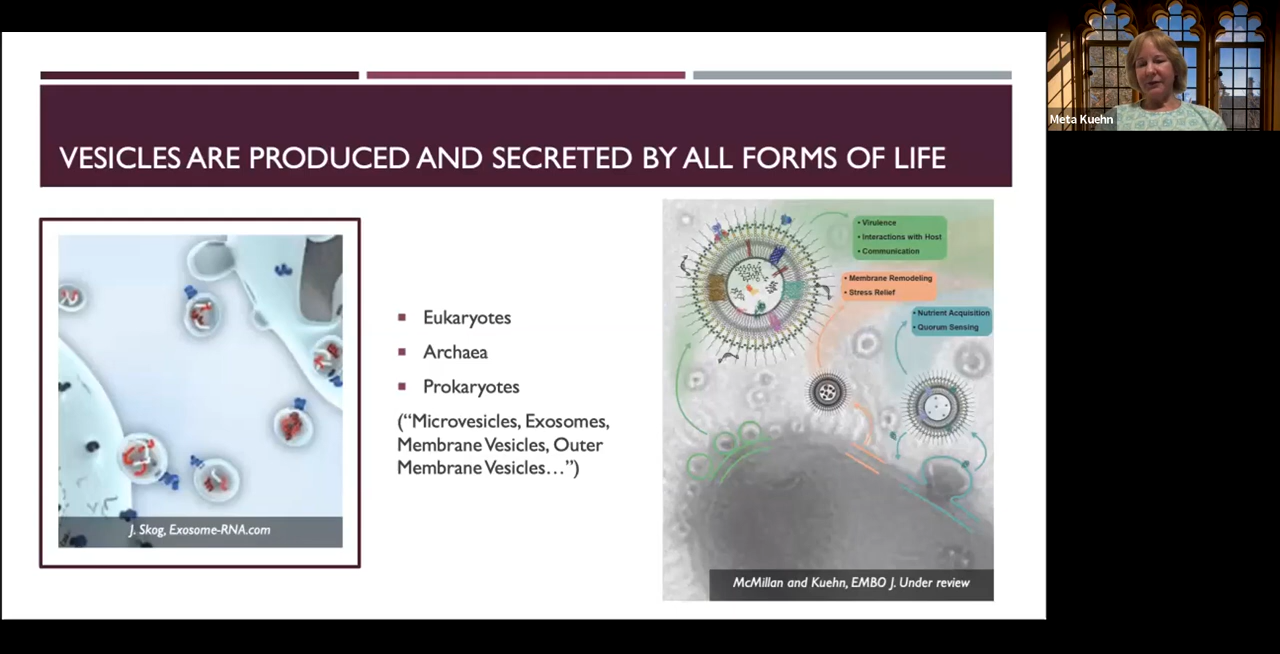 VESICLES ARE PRODUCED AND SECRETED BY ALL FORMS OF LIFE
Meta Kuehn
J. Skog, Exosome-RNA.com
▪ Eukaryotes
▪ Archaea
▪ Prokaryotes
(“Microvesicles, Exosomes,
Membrane Vesicles, Outer
Membrane Vesicles…”)
• Virulence
• Interactions with Host
• Communication
• Membrane Remodeling
• Stress Relief
• Nutrient Acquisition
• Quorum Sensing
McMillan and Kuehn, EMBO J. Under review